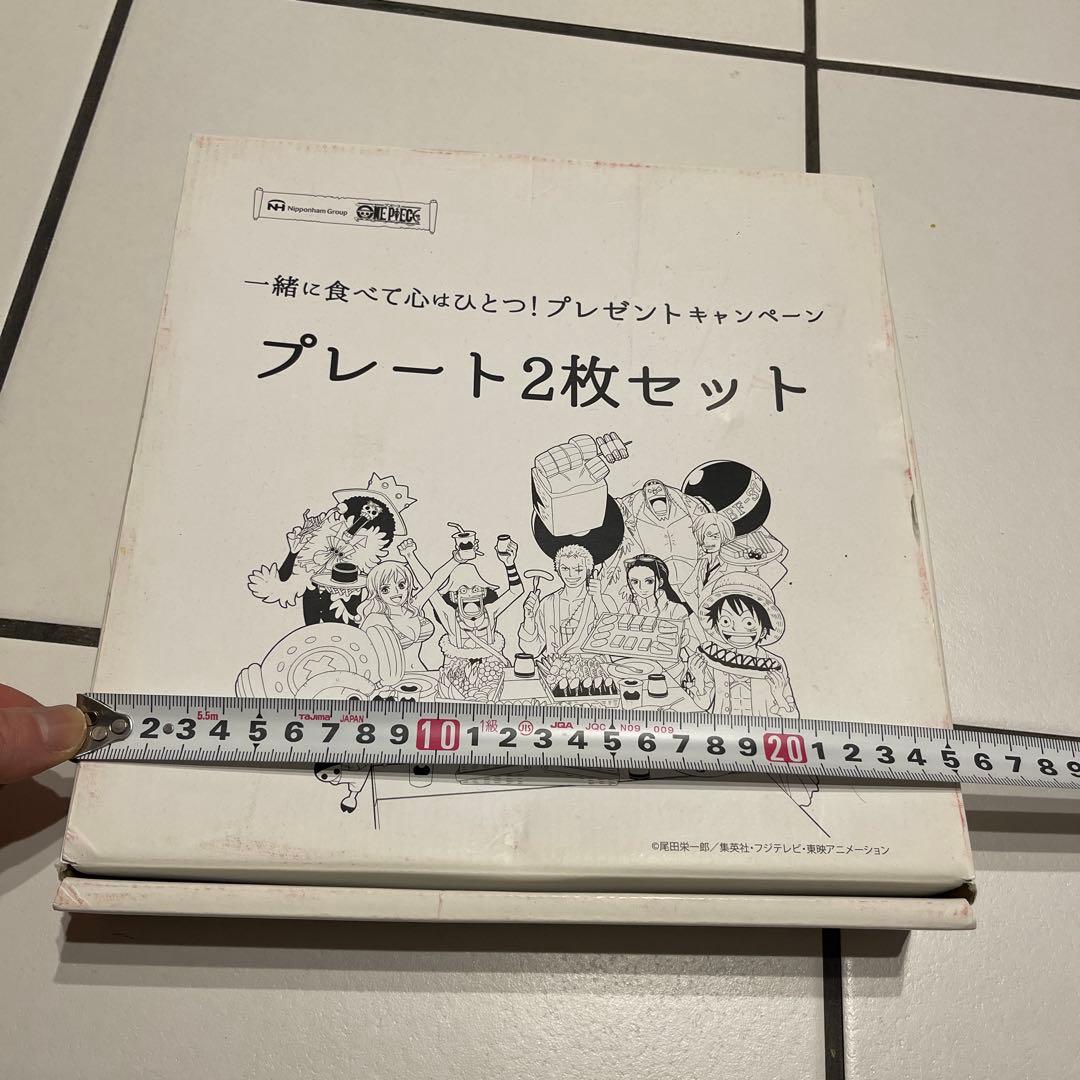 NH Nipponham Group ONE PIECE
一緒に食べて心はひとつ!プレゼントキャンペーン
プレート2枚セット
5.5m Tajima JAPAN 1級 JIS JQA JQC N09 009
2 3 4 5 6 7 8 9 10 1 2 3 4 5 6 7 8 9 20 1 2 3 4 5 6 7 8 9
©尾田栄一郎/集英社・フジテレビ・東映アニメーション